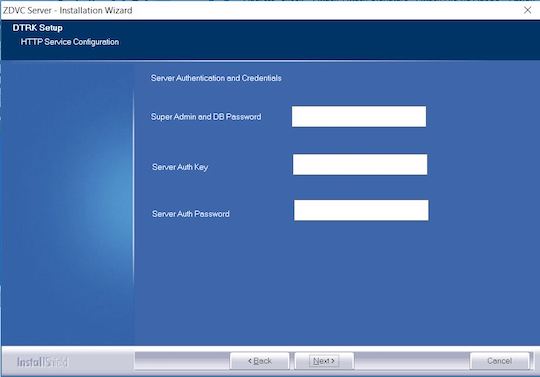 ZDVC Server - Installation Wizard
DTRK Setup
HTTP Service Configuration
Server Authentication and Credentials
Super Admin and DB Password
Server Auth Key
Server Auth Password
InstallShield
< Back
Next >
Cancel